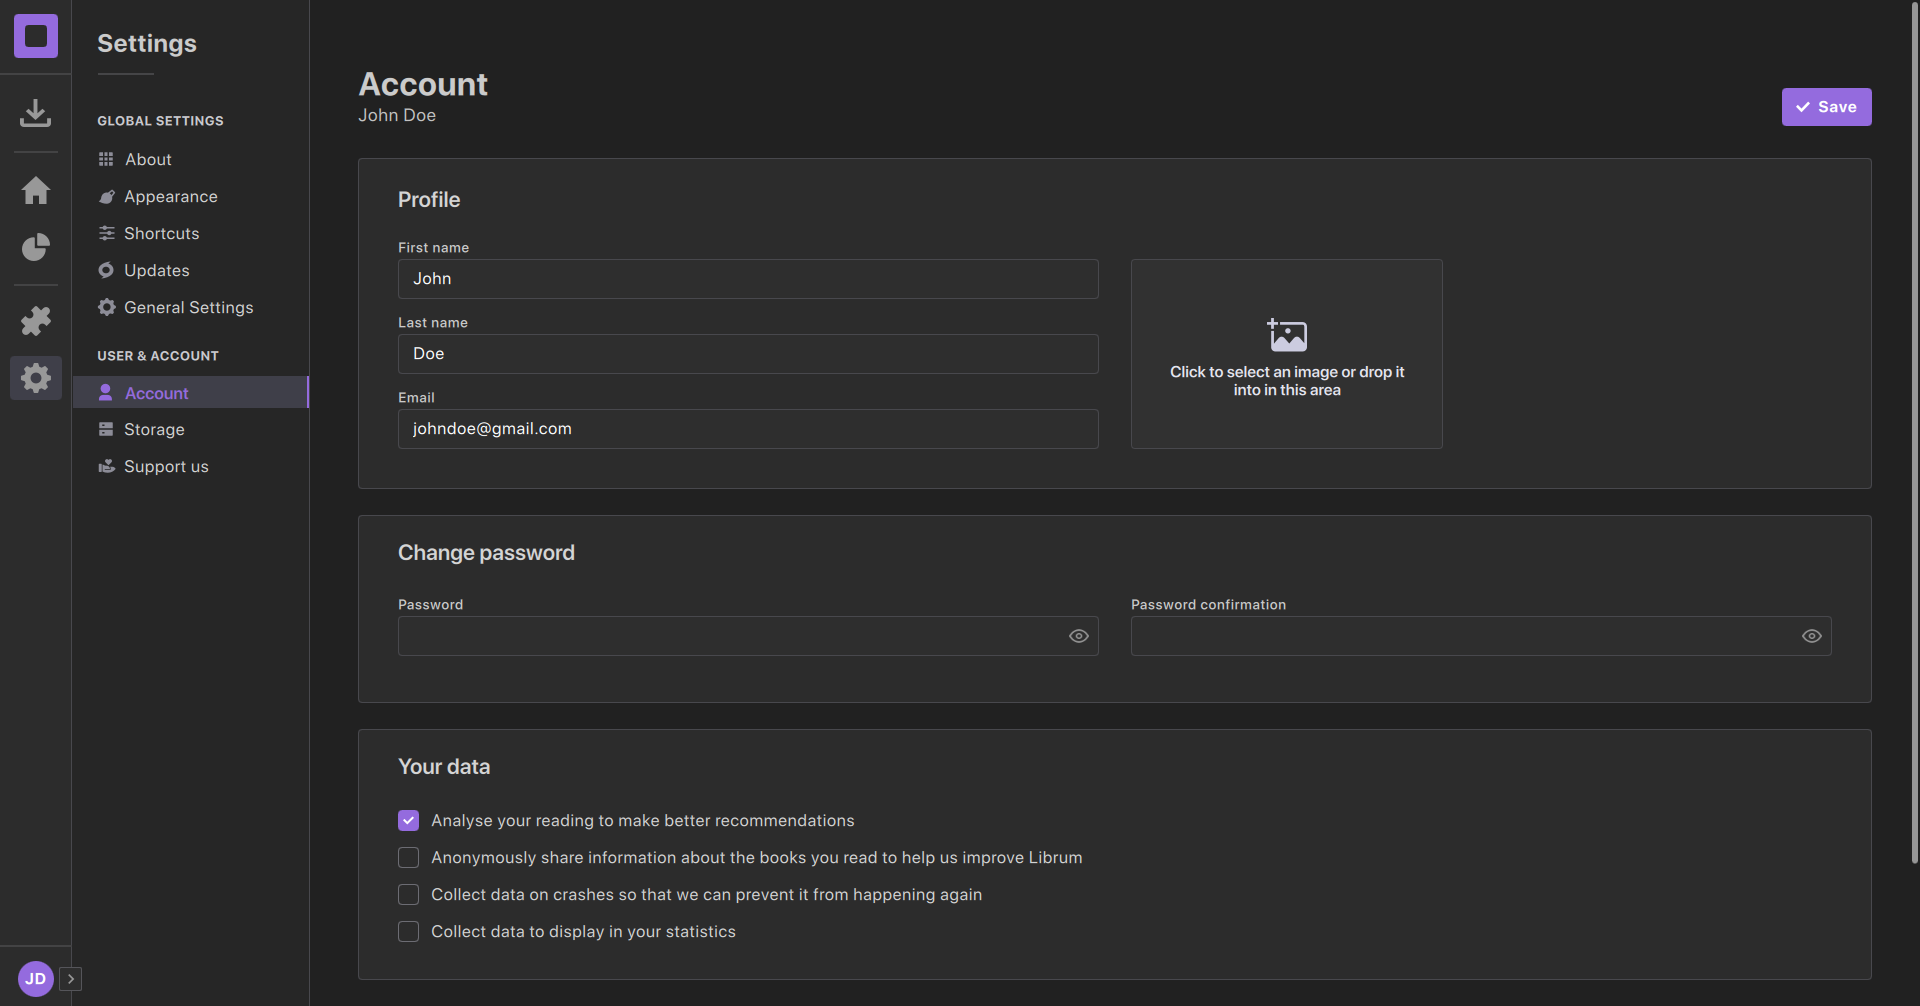 Settings
GLOBAL SETTINGS
About
Appearance
Shortcuts
Updates
General Settings
USER & ACCOUNT
Account
Storage
Support us
JD
Account
John Doe
Save
Profile
First name
John
Last name
Doe
Email
johndoe@gmail.com
Click to select an image or drop it
into in this area
Change password
Password
Password confirmation
Your data
Analyse your reading to make better recommendations
Anonymously share information about the books you read to help us improve Librum
Collect data on crashes so that we can prevent it from happening again
Collect data to display in your statistics